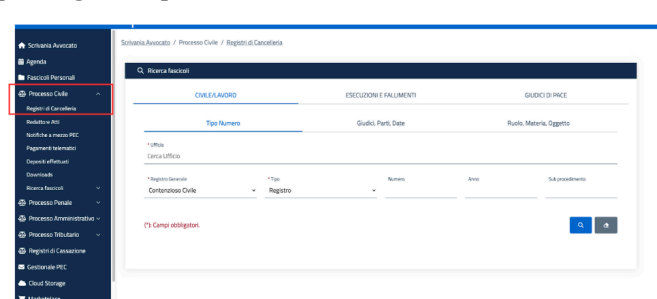 Scrivania Avvocato
Agenda
Fascicoli Personali
Processo Civile
Registri di Cancelleria
Redattore Atti
Notifiche a mezzo PEC
Pagamenti telematici
Depositi effettuati
Downloads
Ricerca fascicoli
Processo Penale
Processo Amministrativo
Processo Tributario
Registri di Cassazione
Gestionale PEC
Cloud Storage
Marketplace
Scrivania Avvocato / Processo Civile / Registri di Cancelleria
Ricerca fascicoli
CIVILE/LAVORO ESECUZIONI E FALLIMENTI GIUDICI DI PACE
Tipo Numero Giudici, Parti, Date Ruolo, Materia, Oggetto
* Ufficio
Cerca Ufficio
* Registro Generale * Tipo Numero Anno Sub procedimento
Contenzioso Civile Registro
(*): Campi obbligatori.